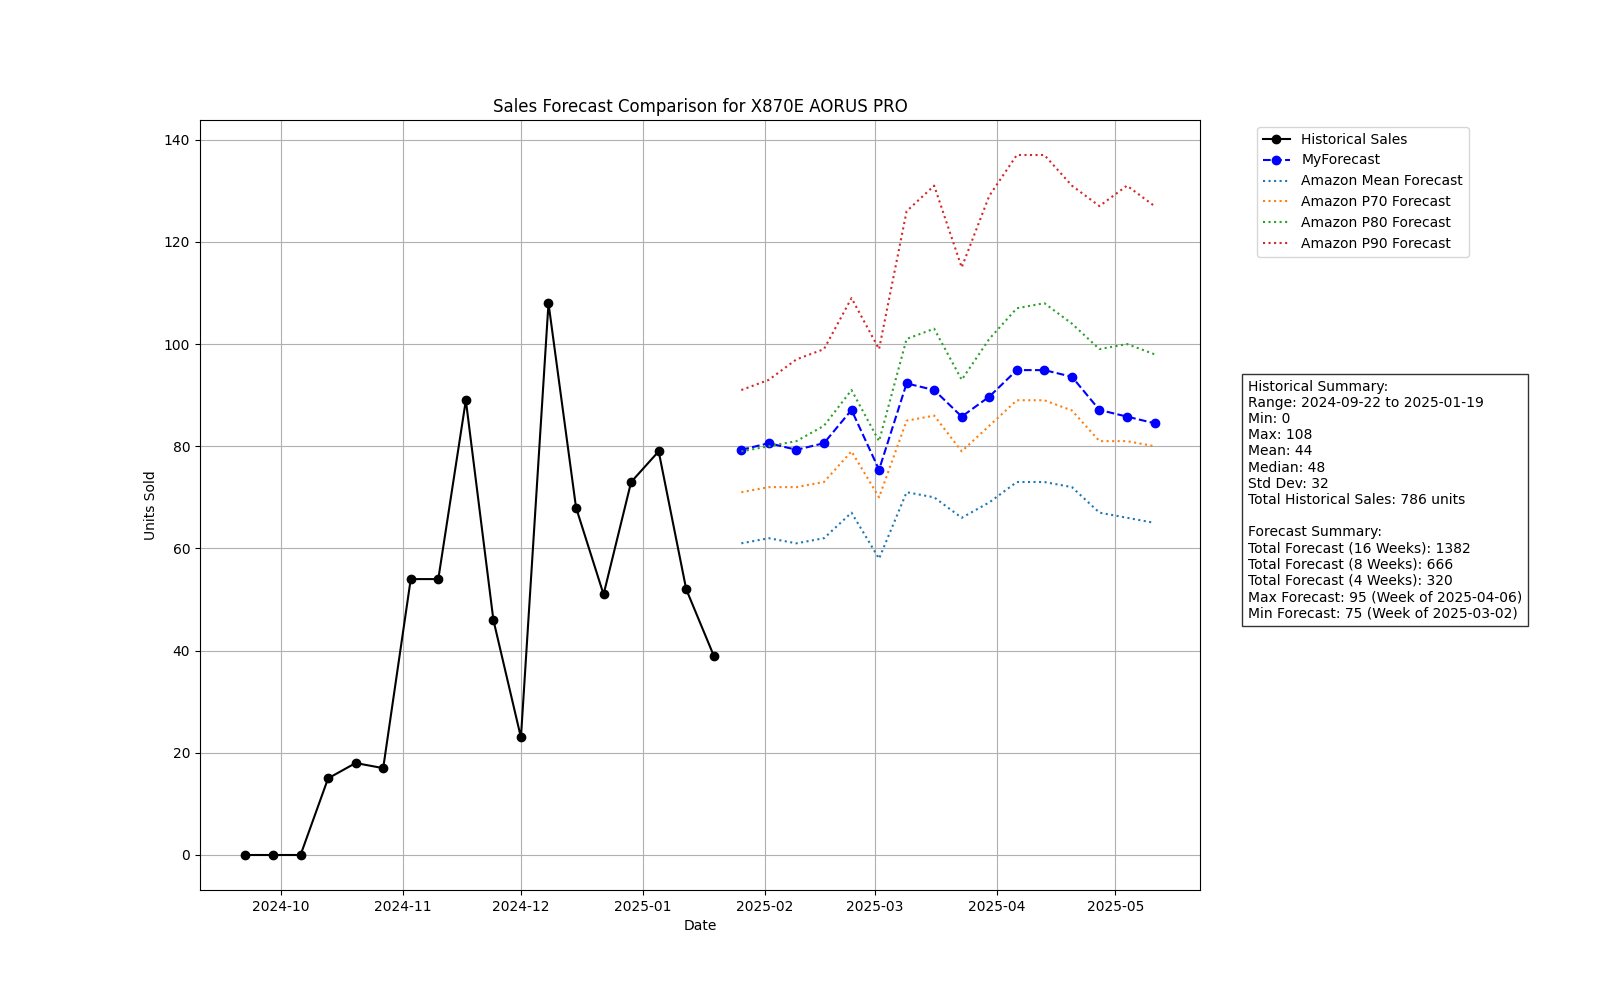 Sales Forecast Comparison for X870E AORUS PRO
140
120
100
80
60
40
20
0
Units Sold
2024-10
2024-11
2024-12
2025-01
2025-02
2025-03
2025-04
2025-05
Date
Historical Sales
MyForecast
Amazon Mean Forecast
Amazon P70 Forecast
Amazon P80 Forecast
Amazon P90 Forecast
Historical Summary:
Range: 2024-09-22 to 2025-01-19
Min: 0
Max: 108
Mean: 44
Median: 48
Std Dev: 32
Total Historical Sales: 786 units
Forecast Summary:
Total Forecast (16 Weeks): 1382
Total Forecast (8 Weeks): 666
Total Forecast (4 Weeks): 320
Max Forecast: 95 (Week of 2025-04-06)
Min Forecast: 75 (Week of 2025-03-02)